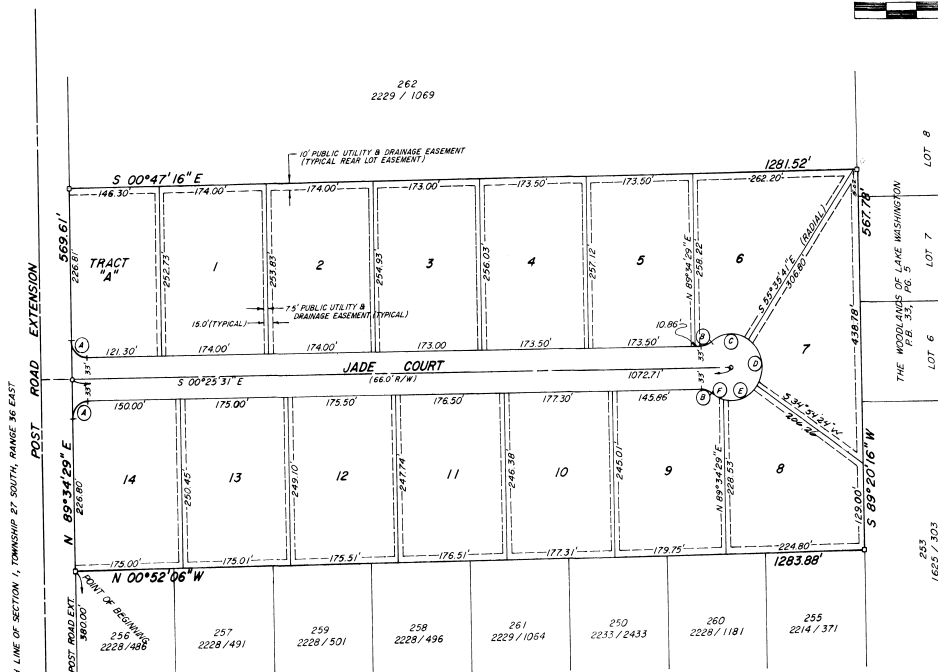 262
2229 / 1069
10' PUBLIC UTILITY & DRAINAGE EASEMENT
(TYPICAL REAR LOT EASEMENT)
S 00°47'16" E
1281.52'
146.30'
174.00'
174.00'
173.00'
173.50'
173.50'
262.20'
569.61'
226.81'
TRACT
"A"
252.73'
1
253.83'
2
254.93'
3
256.03'
4
257.12'
5
N 89°34'29" E
258.22'
6
S 55°35'41" E (RADIAL)
306.80'
567.78'
438.78'
7
7.5' PUBLIC UTILITY &
DRAINAGE EASEMENT (TYPICAL)
15.0' (TYPICAL)
10.86'
A
121.30'
174.00'
174.00'
173.00
173.50'
173.50'
33'
B
C
D
E
F
JADE COURT
(66.0' R/W)
S 00°25'31" E
1072.71'
33'
33'
33'
A
150.00'
175.00'
175.50'
176.50'
177.30'
145.86'
B
S 34°54'24" W
206.26
N 89°34'29" E
226.80'
14
250.45'
13
249.10'
12
247.74'
11
246.38'
10
245.01'
9
N 89°34'29" E
228.53
8
129.00'
S 89°20'16" W
175.00'
175.01'
175.51'
176.51'
177.31'
179.75'
224.80'
N 00°52'06" W
1283.88'
POINT OF BEGINNING
380.00'
POST ROAD EXT.
256
2228/486
257
2228/491
259
2228 / 501
258
2228 / 496
261
2229 / 1064
250
2233 / 2433
260
2228 / 1181
255
2214 / 371
253
1625 / 303
POST ROAD EXTENSION
LINE OF SECTION 1, TOWNSHIP 27 SOUTH, RANGE 36 EAST
THE WOODLANDS OF LAKE WASHINGTON
P.B. 33, PG. 5
LOT 8
LOT 7
LOT 6